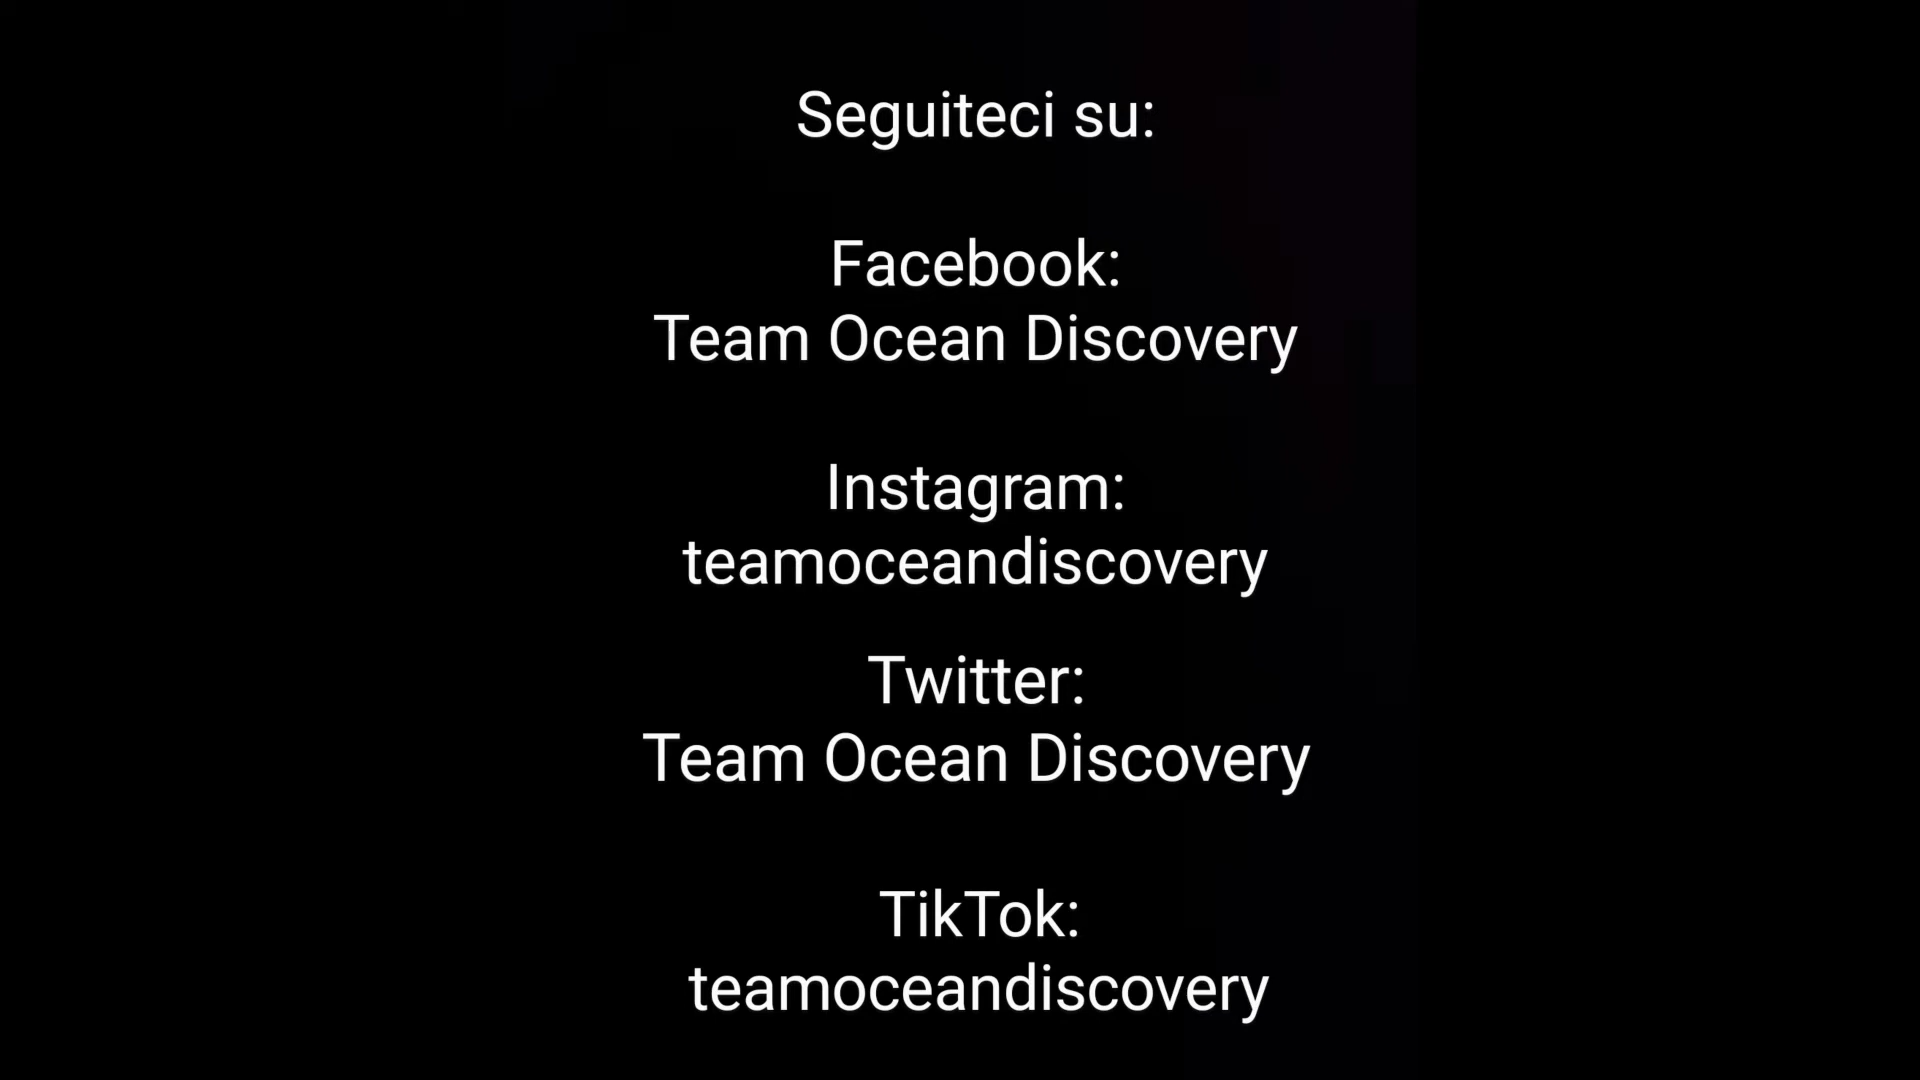 Seguiteci su:
Facebook:
Team Ocean Discovery
Instagram:
teamoceandiscovery
Twitter:
Team Ocean Discovery
TikTok:
teamoceandiscovery